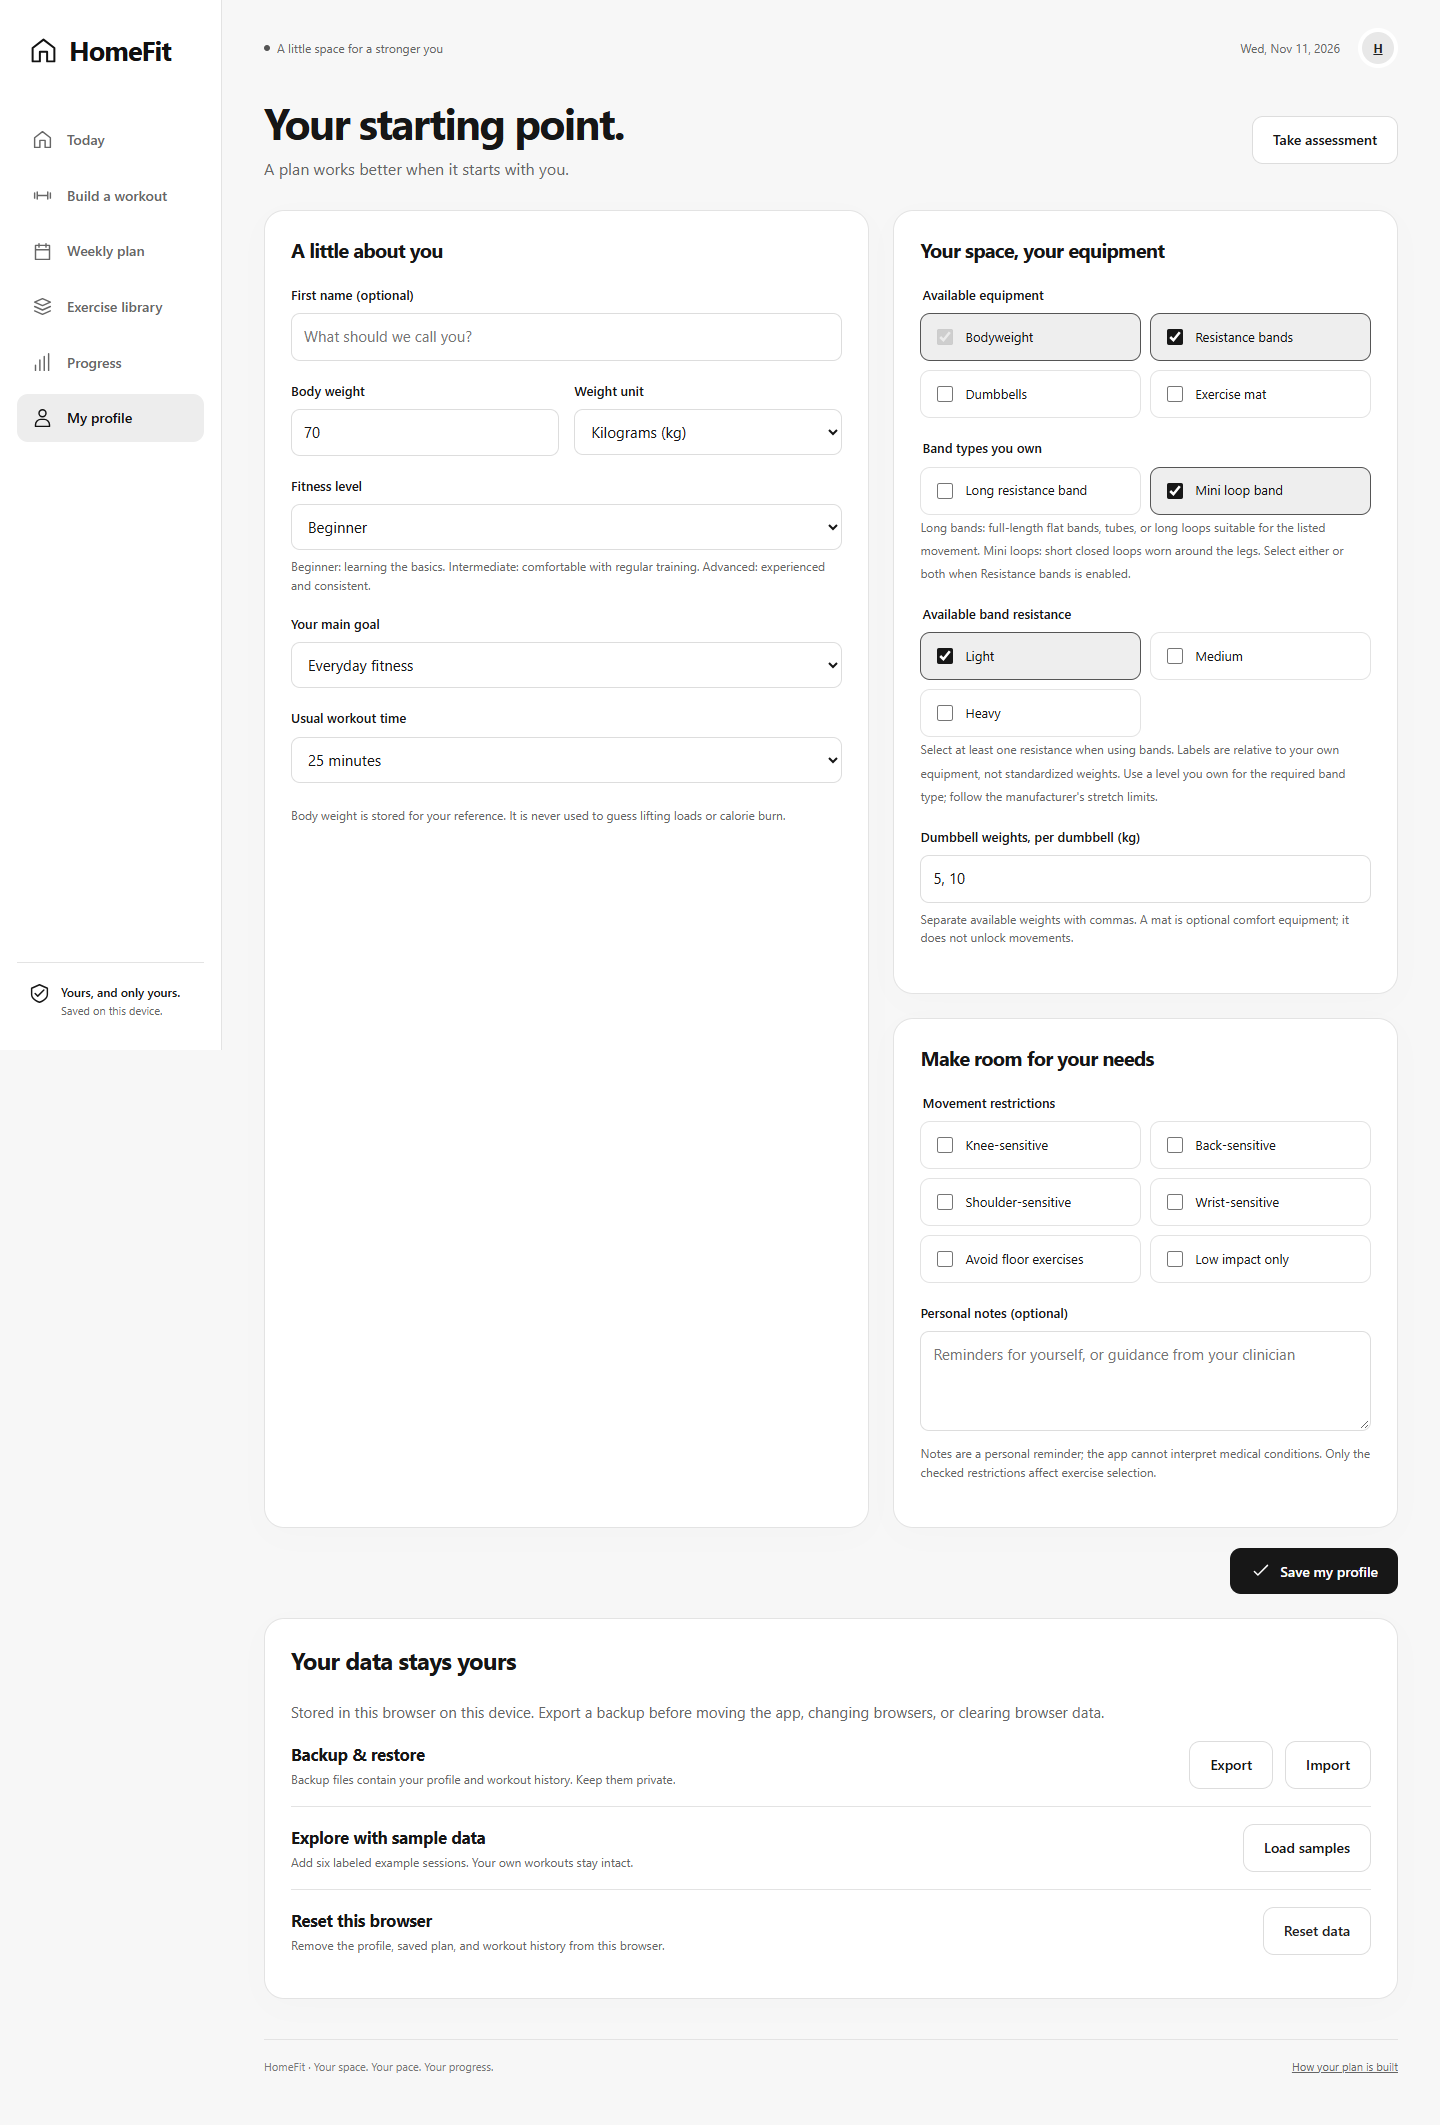 HomeFit
Today
Build a workout
Weekly plan
Exercise library
Progress
My profile
Yours, and only yours.
Saved on this device.
A little space for a stronger you
Wed, Nov 11, 2026
H
Your starting point.
A plan works better when it starts with you.
Take assessment
A little about you
First name (optional)
What should we call you?
Body weight
Weight unit
70
Kilograms (kg)
Fitness level
Beginner
Beginner: learning the basics. Intermediate: comfortable with regular training. Advanced: experienced
and consistent.
Your main goal
Everyday fitness
Usual workout time
25 minutes
Body weight is stored for your reference. It is never used to guess lifting loads or calorie burn.
Your space, your equipment
Available equipment
Bodyweight
Resistance bands
Dumbbells
Exercise mat
Band types you own
Long resistance band
Mini loop band
Long bands: full-length flat bands, tubes, or long loops suitable for the listed
movement. Mini loops: short closed loops worn around the legs. Select either or
both when Resistance bands is enabled.
Available band resistance
Light
Medium
Heavy
Select at least one resistance when using bands. Labels are relative to your own
equipment, not standardized weights. Use a level you own for the required band
type; follow the manufacturer's stretch limits.
Dumbbell weights, per dumbbell (kg)
5, 10
Separate available weights with commas. A mat is optional comfort equipment; it
does not unlock movements.
Make room for your needs
Movement restrictions
Knee-sensitive
Back-sensitive
Shoulder-sensitive
Wrist-sensitive
Avoid floor exercises
Low impact only
Personal notes (optional)
Reminders for yourself, or guidance from your clinician
Notes are a personal reminder; the app cannot interpret medical conditions. Only the
checked restrictions affect exercise selection.
Save my profile
Your data stays yours
Stored in this browser on this device. Export a backup before moving the app, changing browsers, or clearing browser data.
Backup & restore
Backup files contain your profile and workout history. Keep them private.
Export
Import
Explore with sample data
Add six labeled example sessions. Your own workouts stay intact.
Load samples
Reset this browser
Remove the profile, saved plan, and workout history from this browser.
Reset data
HomeFit · Your space. Your pace. Your progress.
How your plan is built